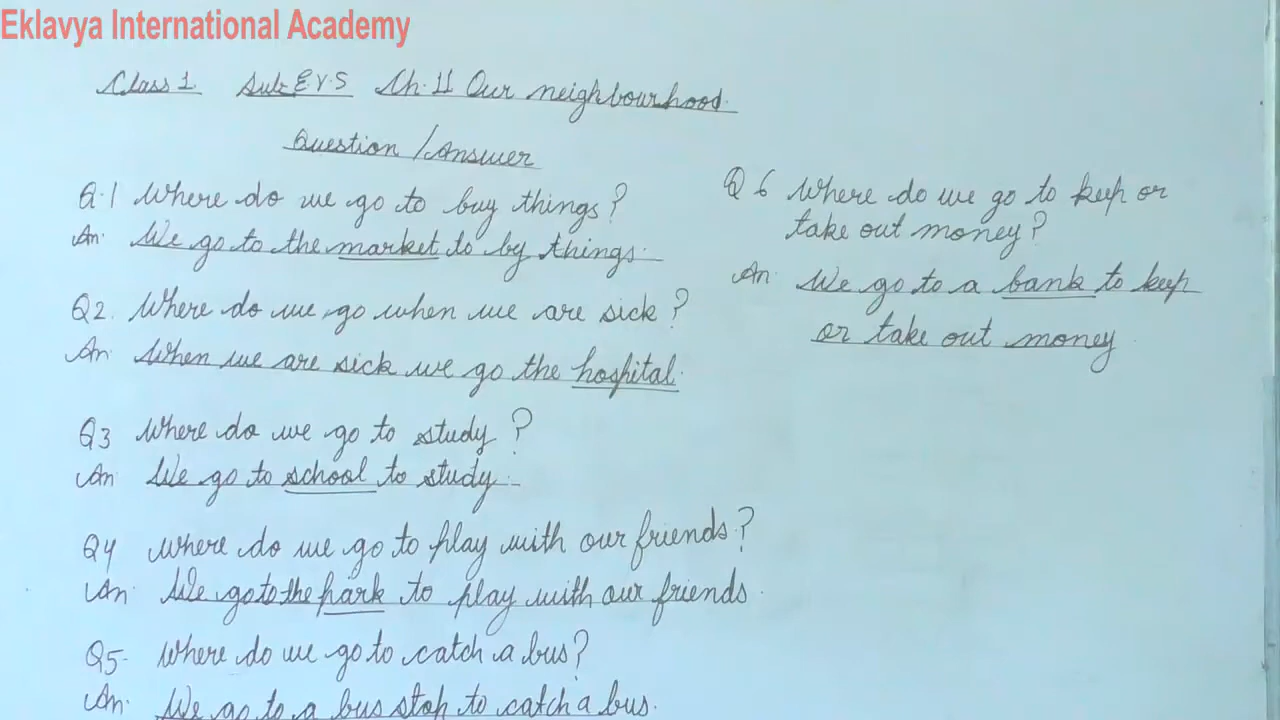 Eklavya International Academy
Class 1 Sub-E.V.S Ch. 11 Our neighbourhood.
Question / Answer
Q.1 Where do we go to buy things?
An. We go to the market to by things.
Q2. Where do we go when we are sick?
An. When we are sick we go the hospital.
Q3 Where do we go to study?
An We go to school to study.
Q4 Where do we go to play with our friends?
An. We go to the park to play with our friends.
Q5- Where do we go to catch a bus?
An. We go to a bus stop to catch a bus.
Q 6 Where do we go to keep or
take out money?
An. We go to a bank to keep
or take out money.